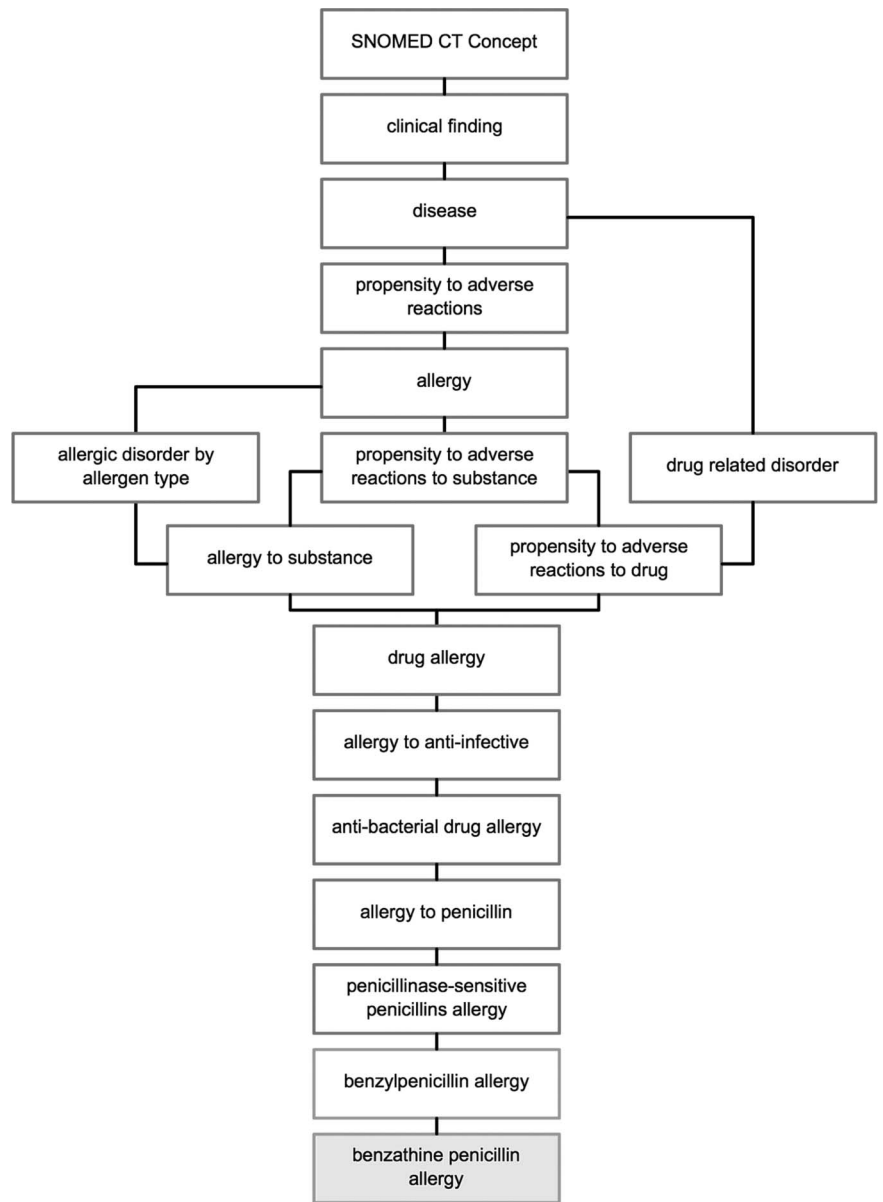 SNOMED CT Concept
clinical finding
disease
propensity to adverse
reactions
allergy
allergic disorder by
allergen type
propensity to adverse
reactions to substance
drug related disorder
allergy to substance
propensity to adverse
reactions to drug
drug allergy
allergy to anti-infective
anti-bacterial drug allergy
allergy to penicillin
penicillinase-sensitive
penicillins allergy
benzylpenicillin allergy
benzathine penicillin
allergy